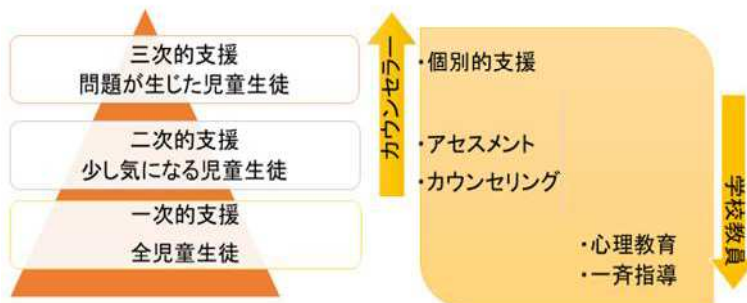 三次的支援
問題が生じた児童生徒
二次的支援
少し気になる児童生徒
一次的支援
全児童生徒
カウンセラー
・個別的支援
・アセスメント
・カウンセリング
・心理教育
・一斉指導
学校教員